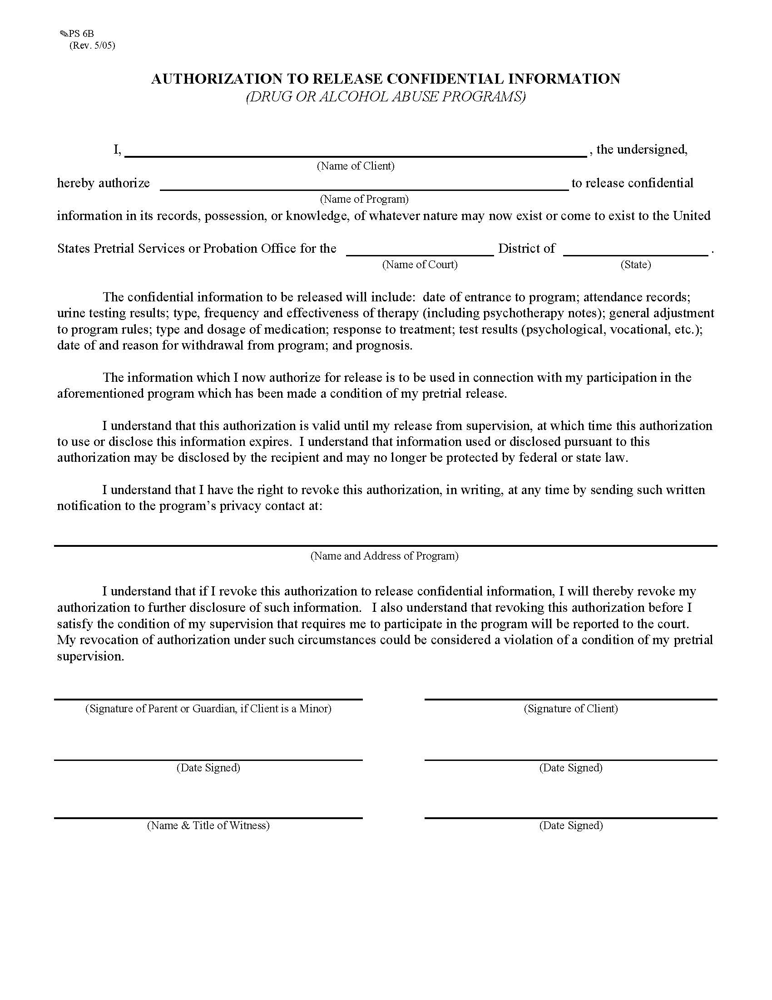 ✎PS 6B
(Rev. 5/05)
AUTHORIZATION TO RELEASE CONFIDENTIAL INFORMATION
(DRUG OR ALCOHOL ABUSE PROGRAMS)
I, , the undersigned,
(Name of Client)
hereby authorize to release confidential
(Name of Program)
information in its records, possession, or knowledge, of whatever nature may now exist or come to exist to the United
States Pretrial Services or Probation Office for the District of .
(Name of Court) (State)
The confidential information to be released will include: date of entrance to program; attendance records;
urine testing results; type, frequency and effectiveness of therapy (including psychotherapy notes); general adjustment
to program rules; type and dosage of medication; response to treatment; test results (psychological, vocational, etc.);
date of and reason for withdrawal from program; and prognosis.
The information which I now authorize for release is to be used in connection with my participation in the
aforementioned program which has been made a condition of my pretrial release.
I understand that this authorization is valid until my release from supervision, at which time this authorization
to use or disclose this information expires. I understand that information used or disclosed pursuant to this
authorization may be disclosed by the recipient and may no longer be protected by federal or state law.
I understand that I have the right to revoke this authorization, in writing, at any time by sending such written
notification to the program’s privacy contact at:
(Name and Address of Program)
I understand that if I revoke this authorization to release confidential information, I will thereby revoke my
authorization to further disclosure of such information. I also understand that revoking this authorization before I
satisfy the condition of my supervision that requires me to participate in the program will be reported to the court.
My revocation of authorization under such circumstances could be considered a violation of a condition of my pretrial
supervision.
(Signature of Parent or Guardian, if Client is a Minor) (Signature of Client)
(Date Signed) (Date Signed)
(Name & Title of Witness) (Date Signed)